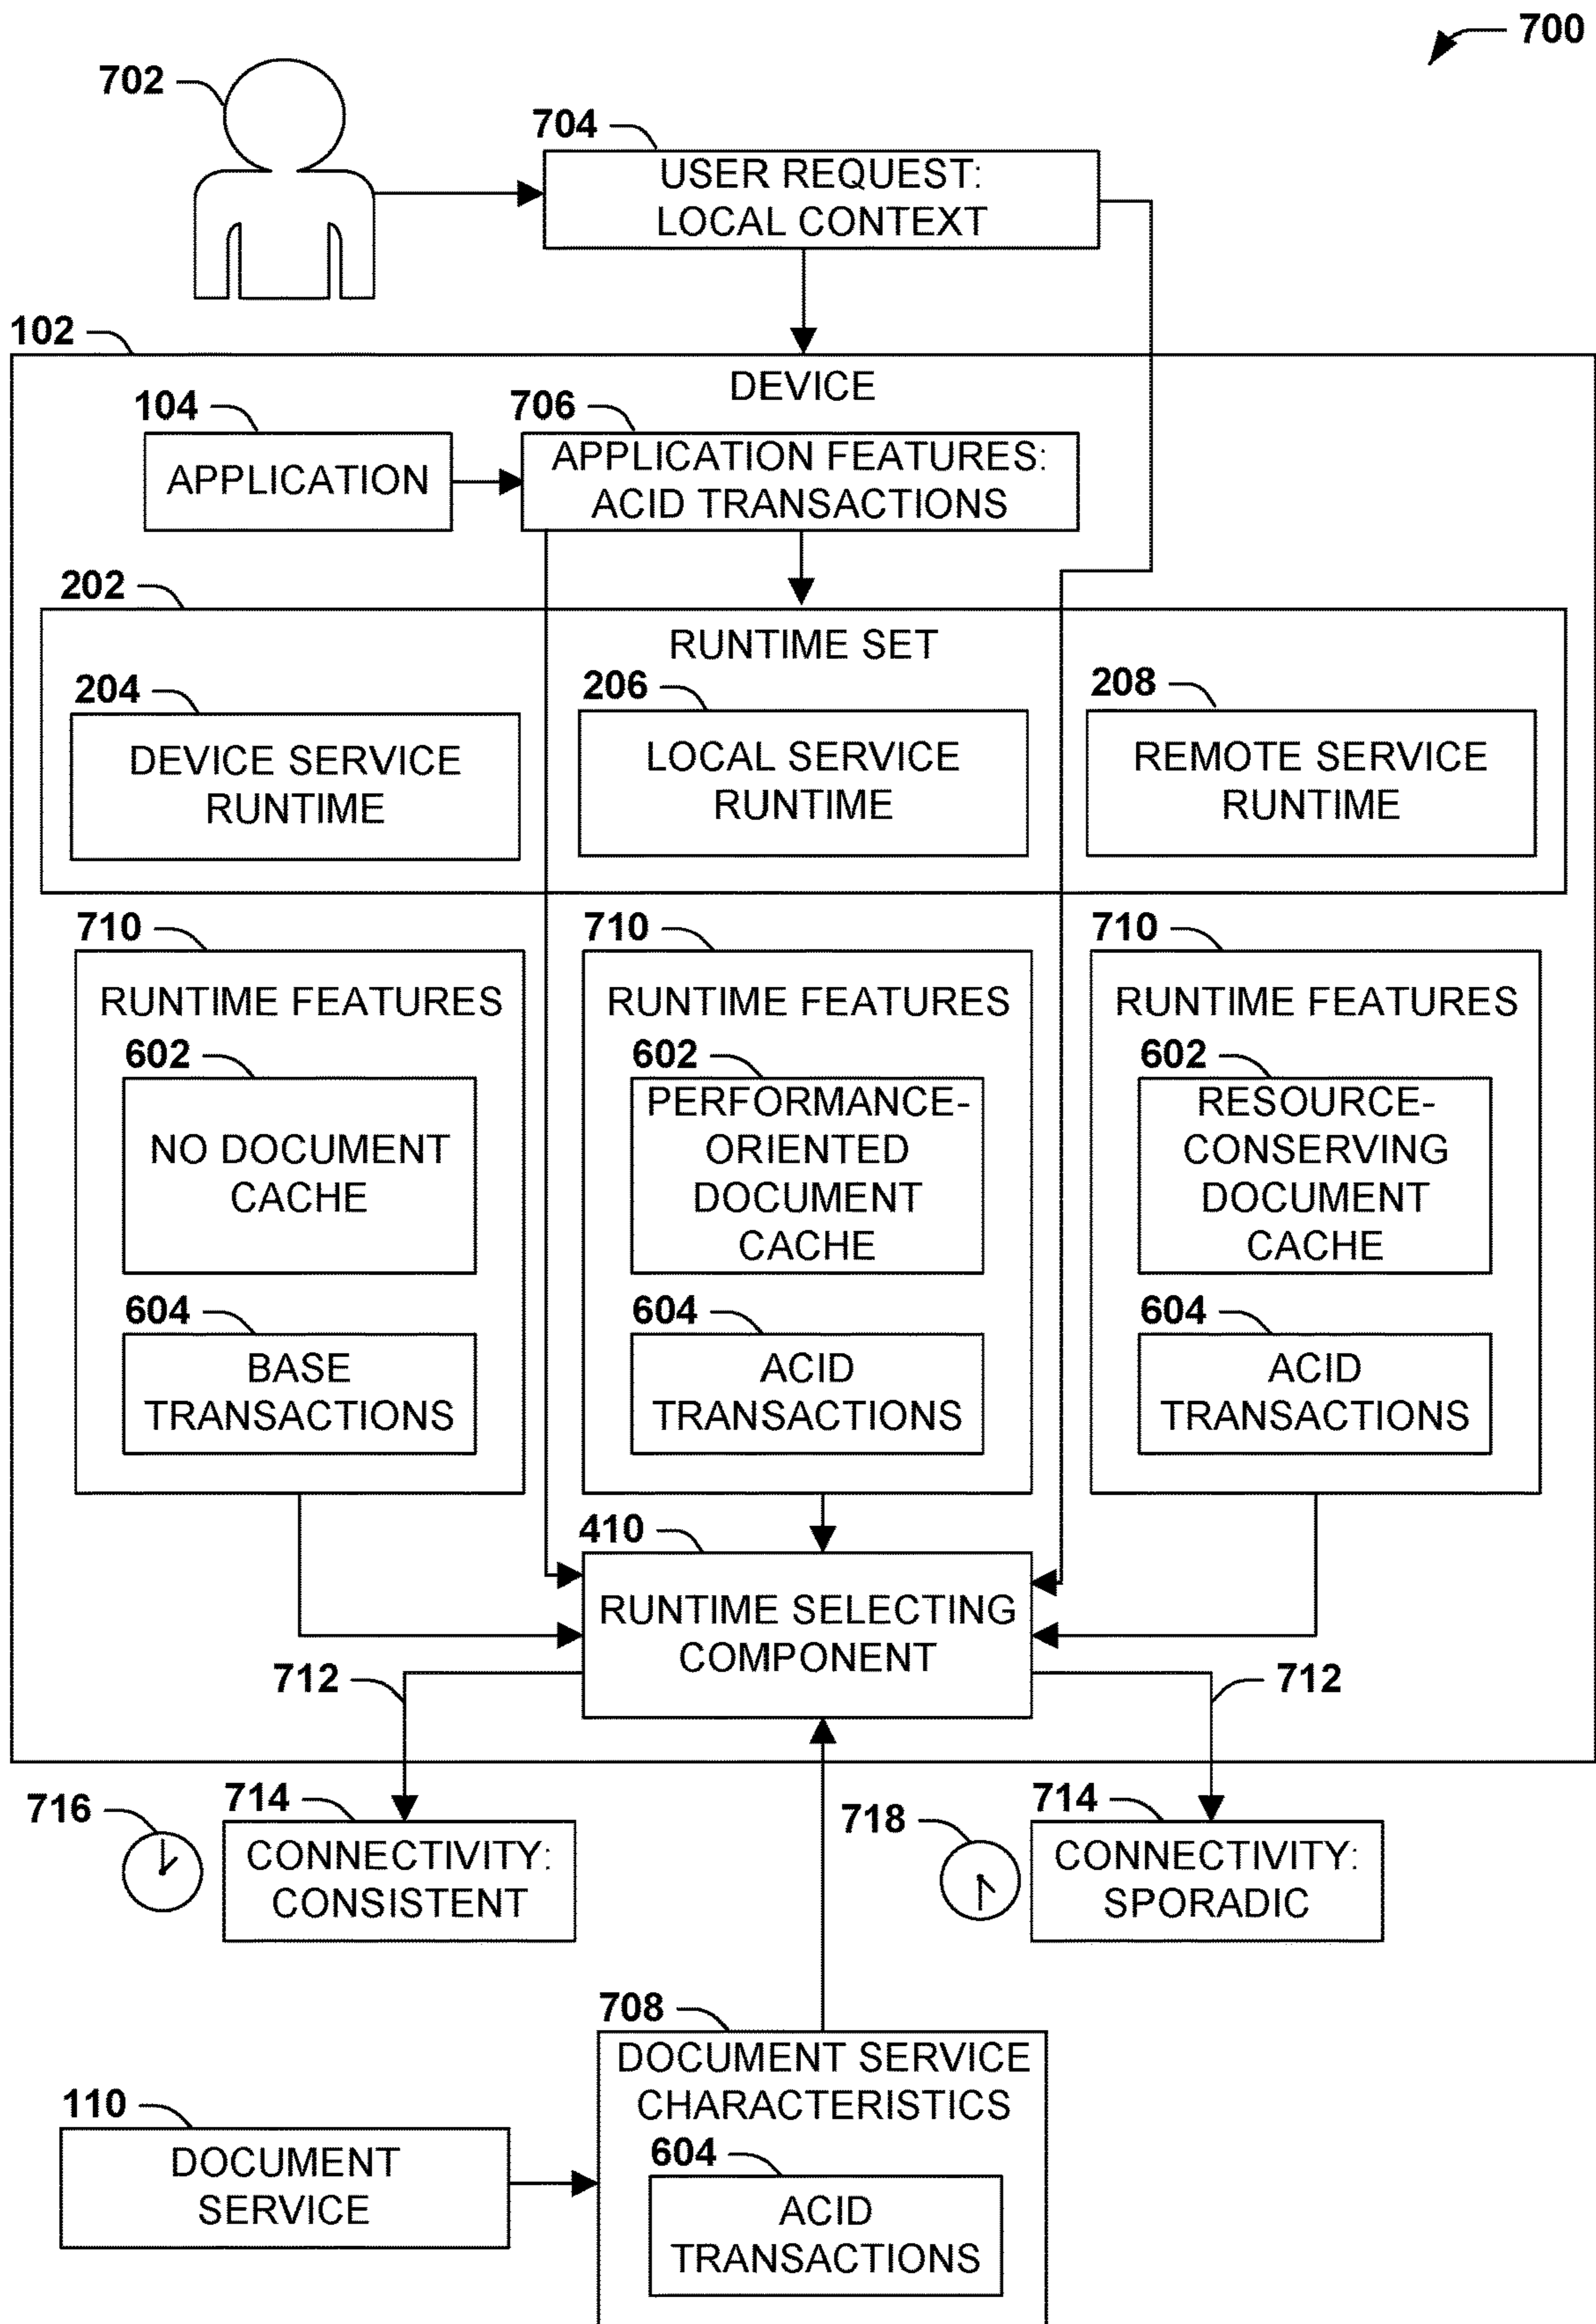 700
702
704
USER REQUEST:
LOCAL CONTEXT
102
DEVICE
104
706
APPLICATION
APPLICATION FEATURES:
ACID TRANSACTIONS
202
RUNTIME SET
204
206
208
DEVICE SERVICE
RUNTIME
LOCAL SERVICE
RUNTIME
REMOTE SERVICE
RUNTIME
710
710
710
RUNTIME FEATURES
RUNTIME FEATURES
RUNTIME FEATURES
602
602
602
NO DOCUMENT
CACHE
PERFORMANCE-
ORIENTED
DOCUMENT
CACHE
RESOURCE-
CONSERVING
DOCUMENT
CACHE
604
604
604
BASE
TRANSACTIONS
ACID
TRANSACTIONS
ACID
TRANSACTIONS
410
RUNTIME SELECTING
COMPONENT
712
712
716
714
718
714
CONNECTIVITY:
CONSISTENT
CONNECTIVITY:
SPORADIC
708
DOCUMENT SERVICE
CHARACTERISTICS
110
DOCUMENT
SERVICE
604
ACID
TRANSACTIONS